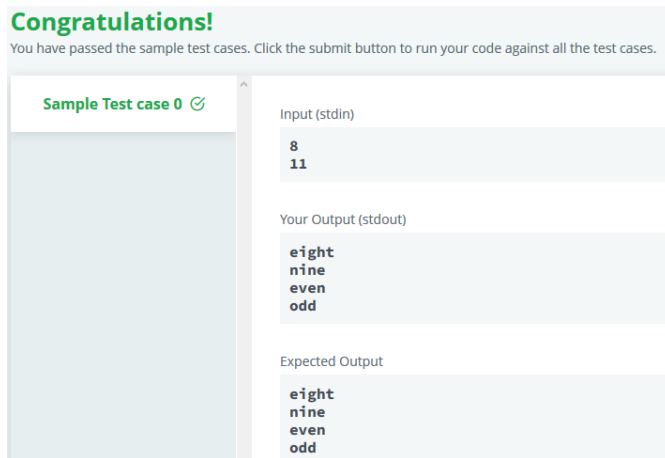 Congratulations!
You have passed the sample test cases. Click the submit button to run your code against all the test cases.
Sample Test case 0
Input (stdin)
8
11
Your Output (stdout)
eight
nine
even
odd
Expected Output
eight
nine
even
odd